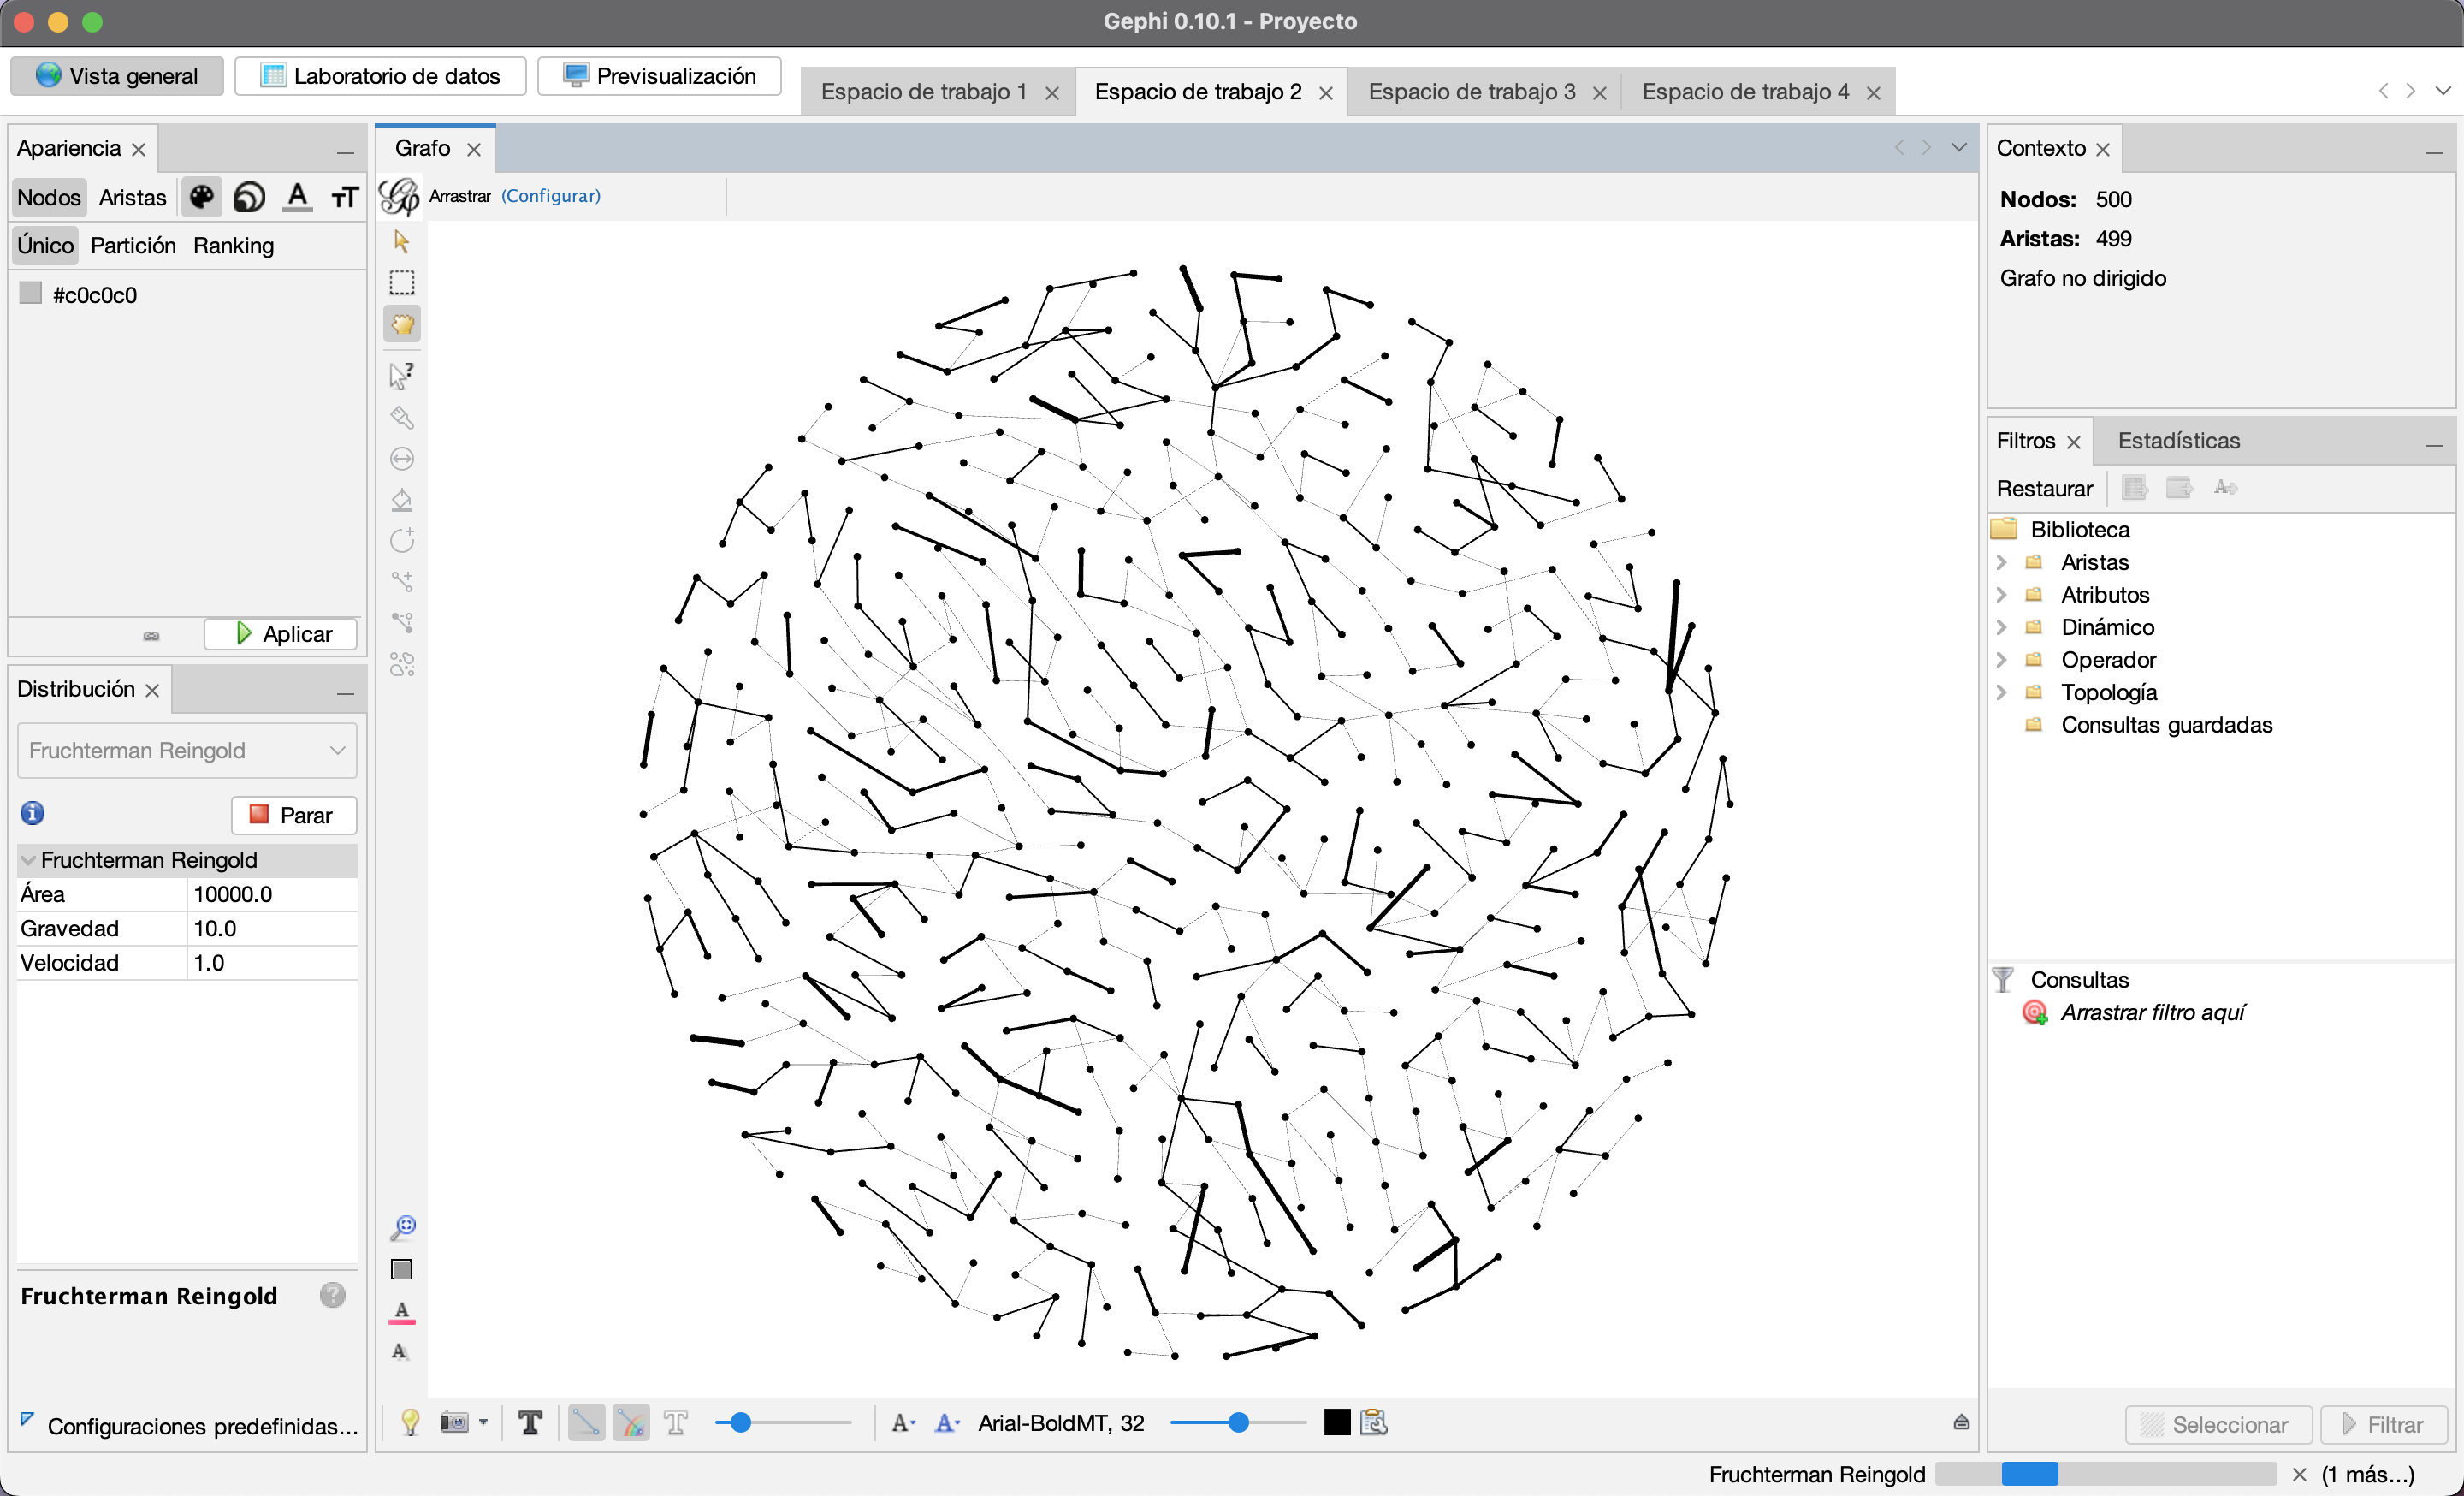 Gephi 0.10.1 - Proyecto
Vista general
Laboratorio de datos
Previsualización
Espacio de trabajo 1
Espacio de trabajo 2
Espacio de trabajo 3
Espacio de trabajo 4
Apariencia
Nodos Aristas
Único Partición Ranking
#c0c0c0
Aplicar
Distribución
Fruchterman Reingold
Parar
Fruchterman Reingold
Área 10000.0
Gravedad 10.0
Velocidad 1.0
Fruchterman Reingold
Configuraciones predefinidas...
Grafo
Arrastrar (Configurar)
Arial-BoldMT, 32
Contexto
Nodos: 500
Aristas: 499
Grafo no dirigido
Filtros
Estadísticas
Restaurar
Biblioteca
Aristas
Atributos
Dinámico
Operador
Topología
Consultas guardadas
Consultas
Arrastrar filtro aquí
Seleccionar
Filtrar
Fruchterman Reingold
(1 más...)